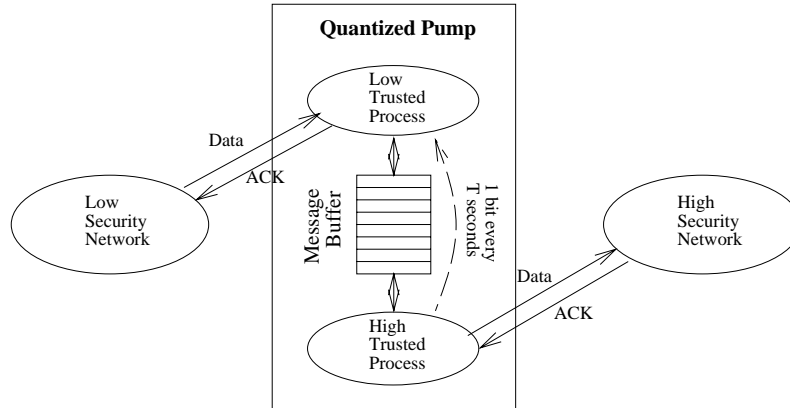 Quantized Pump
Low
Trusted
Process
Data
ACK
Low
Security
Network
Message
Buffer
1 bit every
T seconds
High
Security
Network
Data
ACK
High
Trusted
Process